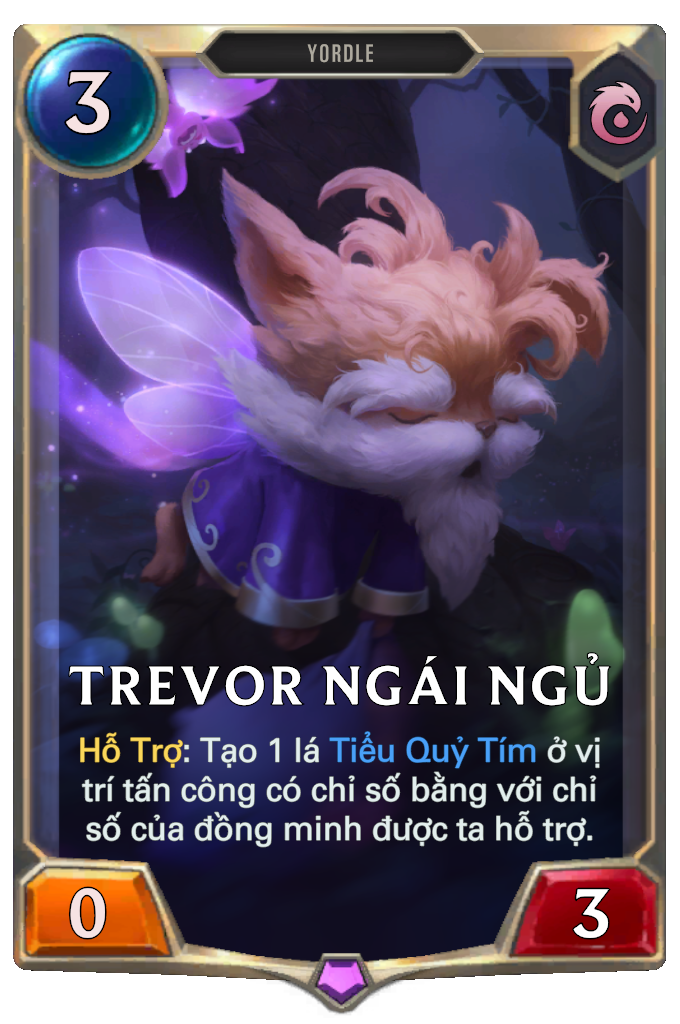 3
YORDLE
TREVOR NGÁI NGỦ
Hỗ Trợ: Tạo 1 lá Tiểu Quỷ Tím ở vị
trí tấn công có chỉ số bằng với chỉ
số của đồng minh được ta hỗ trợ.
0
3